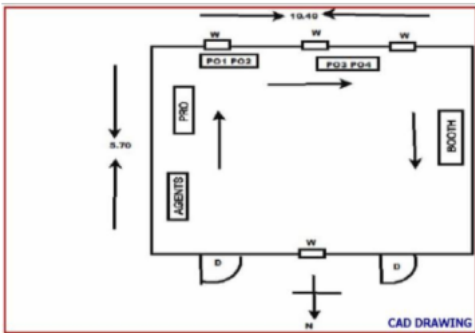 10.40
W
W
W
PO1 PO2
PO3 PO4
PRO
5.70
BOOTH
AGENTS
W
D
D
N
CAD DRAWING